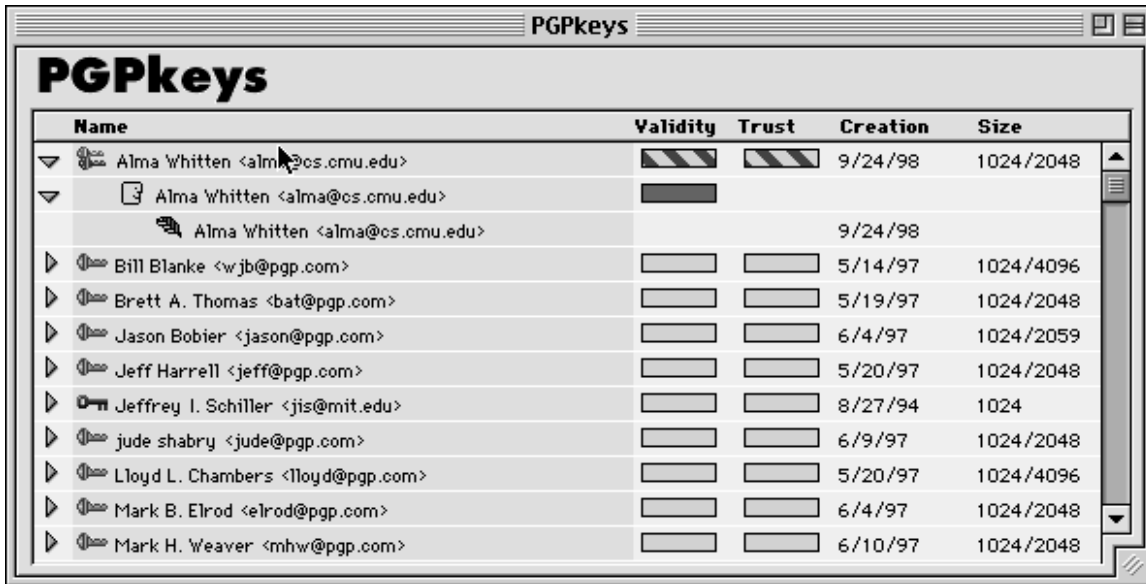 PGPkeys
PGPkeys
Name Validity Trust Creation Size
Alma Whitten <alma@cs.cmu.edu> 9/24/98 1024/2048
Alma Whitten <alma@cs.cmu.edu>
Alma Whitten <alma@cs.cmu.edu> 9/24/98
Bill Blanke <wjb@pgp.com> 5/14/97 1024/4096
Brett A. Thomas <bat@pgp.com> 5/19/97 1024/2048
Jason Bobier <jason@pgp.com> 6/4/97 1024/2059
Jeff Harrell <jeff@pgp.com> 5/20/97 1024/2048
Jeffrey I. Schiller <jis@mit.edu> 8/27/94 1024
jude shabry <jude@pgp.com> 6/9/97 1024/2048
Lloyd L. Chambers <lloyd@pgp.com> 5/20/97 1024/4096
Mark B. Elrod <elrod@pgp.com> 6/4/97 1024/2048
Mark H. Weaver <mhw@pgp.com> 6/10/97 1024/2048